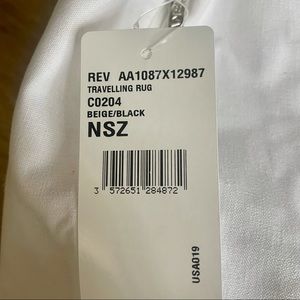 REV AA1087X12987
TRAVELLING RUG
C0204
BEIGE/BLACK
NSZ
3 572651 284872
USA019